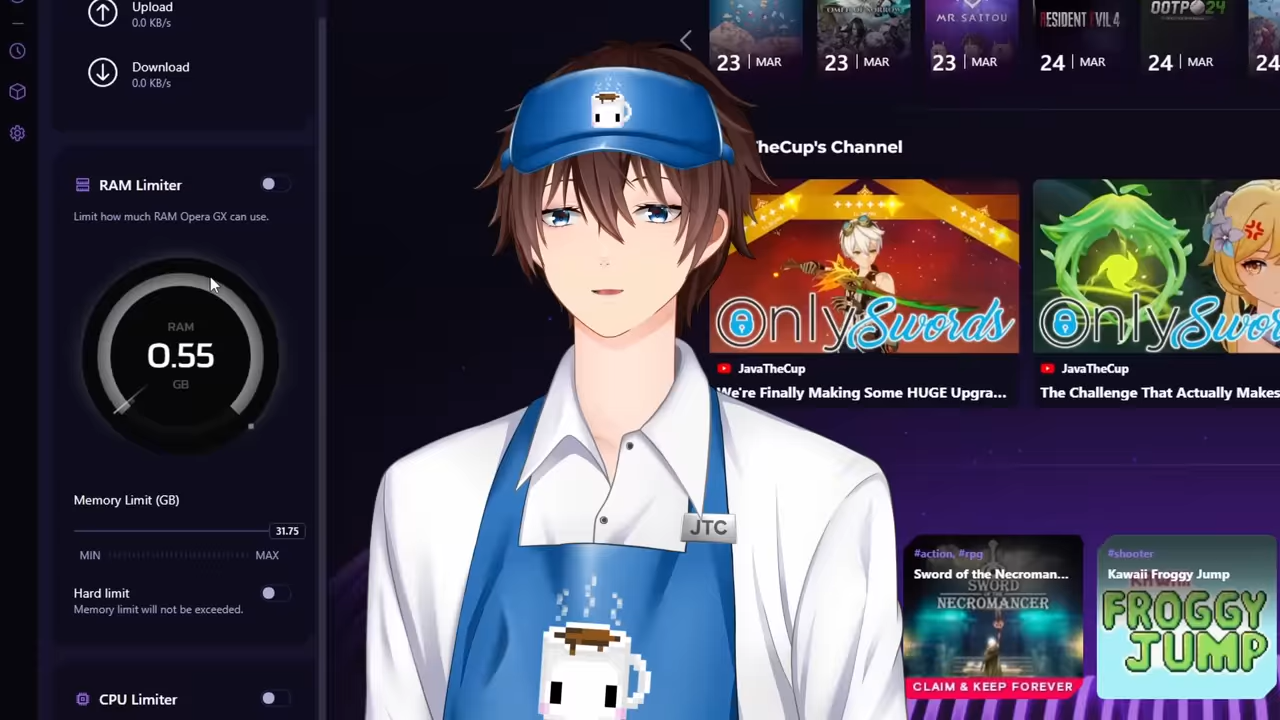 Upload
0.0 KB/s
Download
0.0 KB/s
RAM Limiter
Limit how much RAM Opera GX can use.
RAM
0.55
GB
Memory Limit (GB)
31.75
MIN
MAX
Hard limit
Memory limit will not be exceeded.
CPU Limiter
MR. SAITOU
RESIDENT EVIL 4
OOTP 24
23 | MAR
23 | MAR
23 | MAR
24 | MAR
24 | MAR
24
TheCup's Channel
OnlySwords
OnlySwor
JavaTheCup
We're Finally Making Some HUGE Upgra...
JavaTheCup
The Challenge That Actually Makes
JTC
#action, #rpg
Sword of the Necroman...
SWORD
OF THE
NECROMANCER
CLAIM & KEEP FOREVER
#shooter
Kawaii Froggy Jump
FROGGY
JUMP